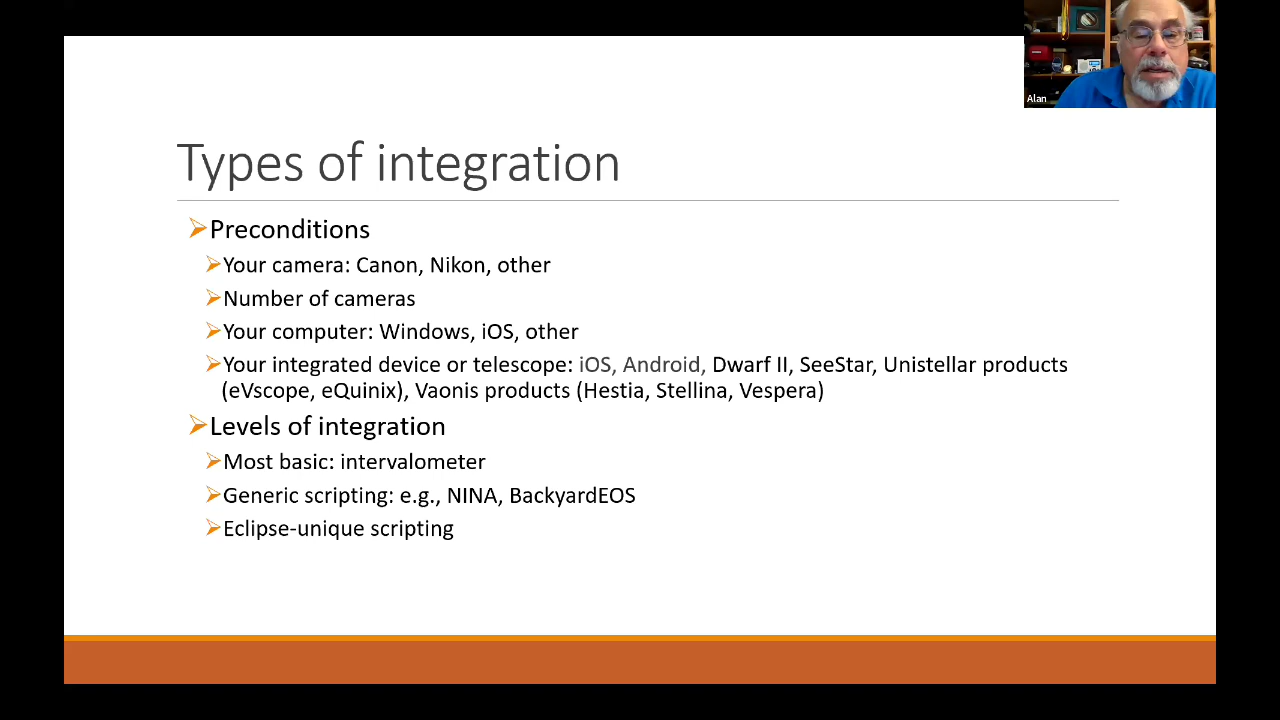 Alan
Types of integration
Preconditions
Your camera: Canon, Nikon, other
Number of cameras
Your computer: Windows, iOS, other
Your integrated device or telescope: iOS, Android, Dwarf II, SeeStar, Unistellar products
(eVscope, eQuinix), Vaonis products (Hestia, Stellina, Vespera)
Levels of integration
Most basic: intervalometer
Generic scripting: e.g., NINA, BackyardEOS
Eclipse-unique scripting